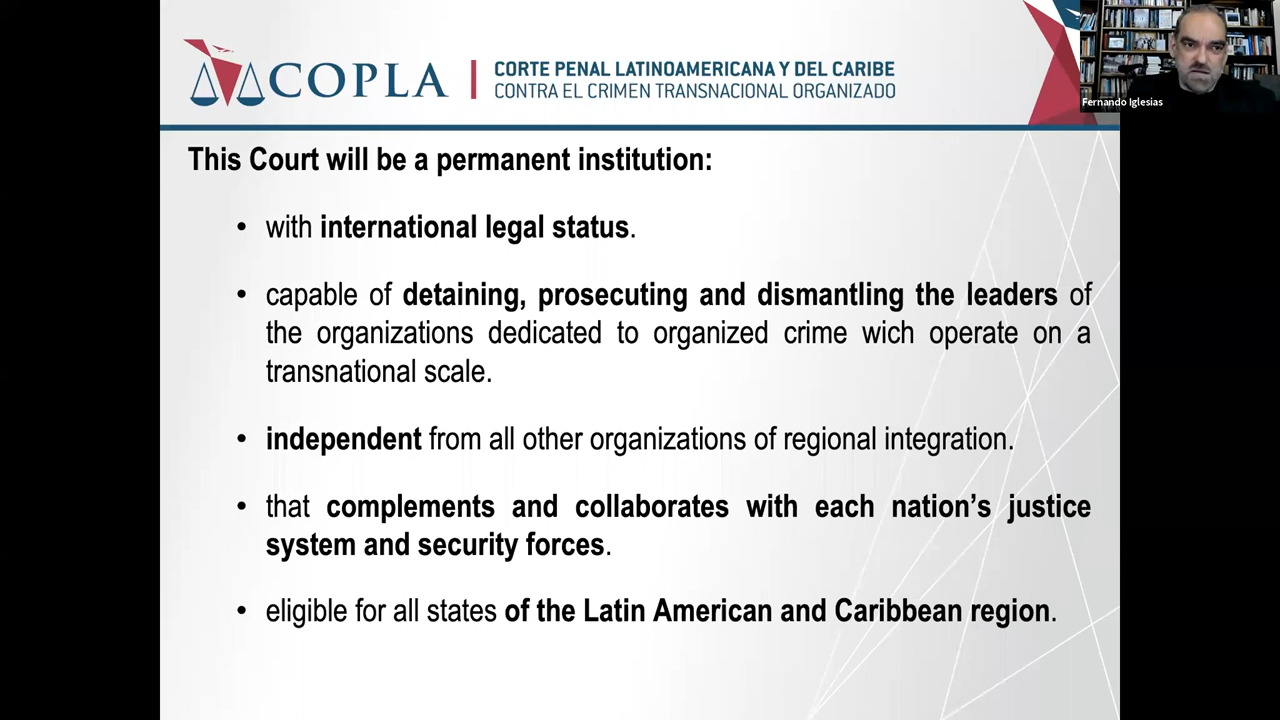 COPLA
CORTE PENAL LATINOAMERICANA Y DEL CARIBE
CONTRA EL CRIMEN TRANSNACIONAL ORGANIZADO
Fernando Iglesias
This Court will be a permanent institution:
• with international legal status.
• capable of detaining, prosecuting and dismantling the leaders of
the organizations dedicated to organized crime wich operate on a
transnational scale.
• independent from all other organizations of regional integration.
• that complements and collaborates with each nation’s justice
system and security forces.
• eligible for all states of the Latin American and Caribbean region.